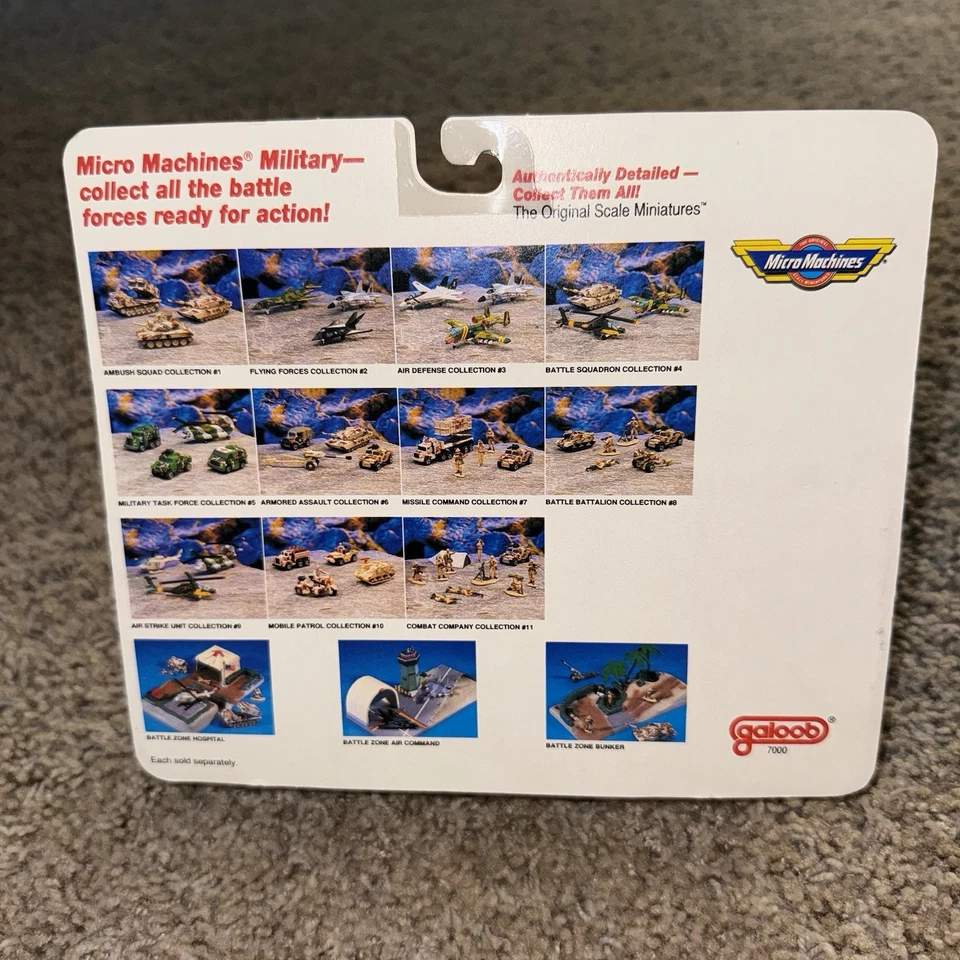 Micro Machines® Military—
collect all the battle
forces ready for action!
Authentically Detailed —
Collect Them All!
The Original Scale Miniatures™
THE ORIGINAL
Micro Machines®
SCALE MINIATURES
AMBUSH SQUAD COLLECTION #1
FLYING FORCES COLLECTION #2
AIR DEFENSE COLLECTION #3
BATTLE SQUADRON COLLECTION #4
MILITARY TASK FORCE COLLECTION #5
ARMORED ASSAULT COLLECTION #6
MISSILE COMMAND COLLECTION #7
BATTLE BATTALION COLLECTION #8
AIR STRIKE UNIT COLLECTION #9
MOBILE PATROL COLLECTION #10
COMBAT COMPANY COLLECTION #11
BATTLE ZONE HOSPITAL
BATTLE ZONE AIR COMMAND
BATTLE ZONE BUNKER
Each sold separately.
galoob®
7000